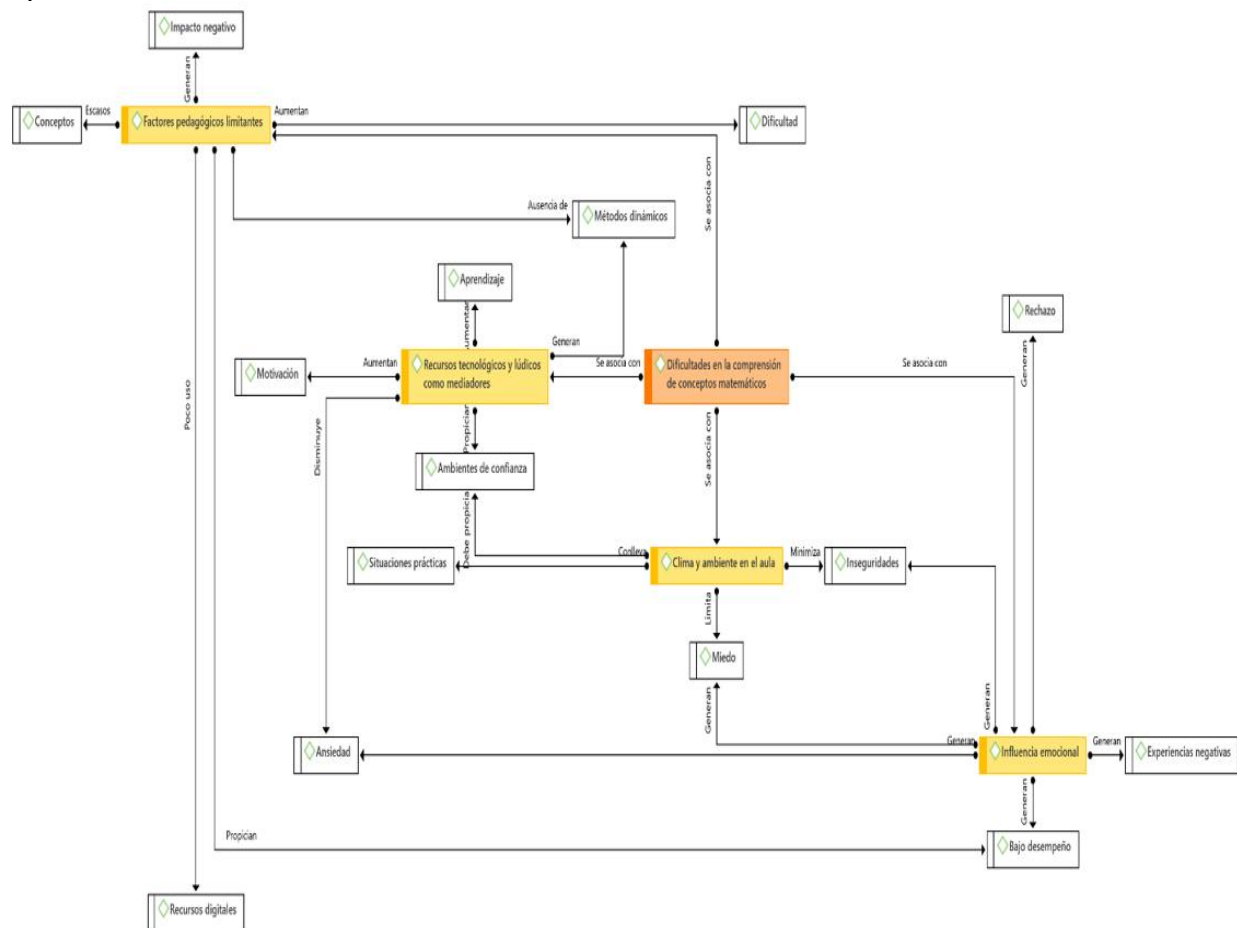 Impacto negativo
Generan
Conceptos
Escasos
Factores pedagógicos limitantes
Aumentan
Dificultad
Se asocia con
Ausencia de
Métodos dinámicos
Aprendizaje
Aumentan
Generan
Rechazo
Motivación
Aumentan
Recursos tecnológicos y lúdicos
como mediadores
Se asocia con
Dificultades en la comprensión
de conceptos matemáticos
Se asocia con
Generan
Poco uso
Disminuye
Propician
Ambientes de confianza
Se asocia con
Debe propicia
Situaciones prácticas
Conlleva
Clima y ambiente en el aula
Minimiza
Inseguridades
Limita
Miedo
Generan
Generan
Ansiedad
Generan
Influencia emocional
Generan
Experiencias negativas
Generan
Propician
Bajo desempeño
Recursos digitales